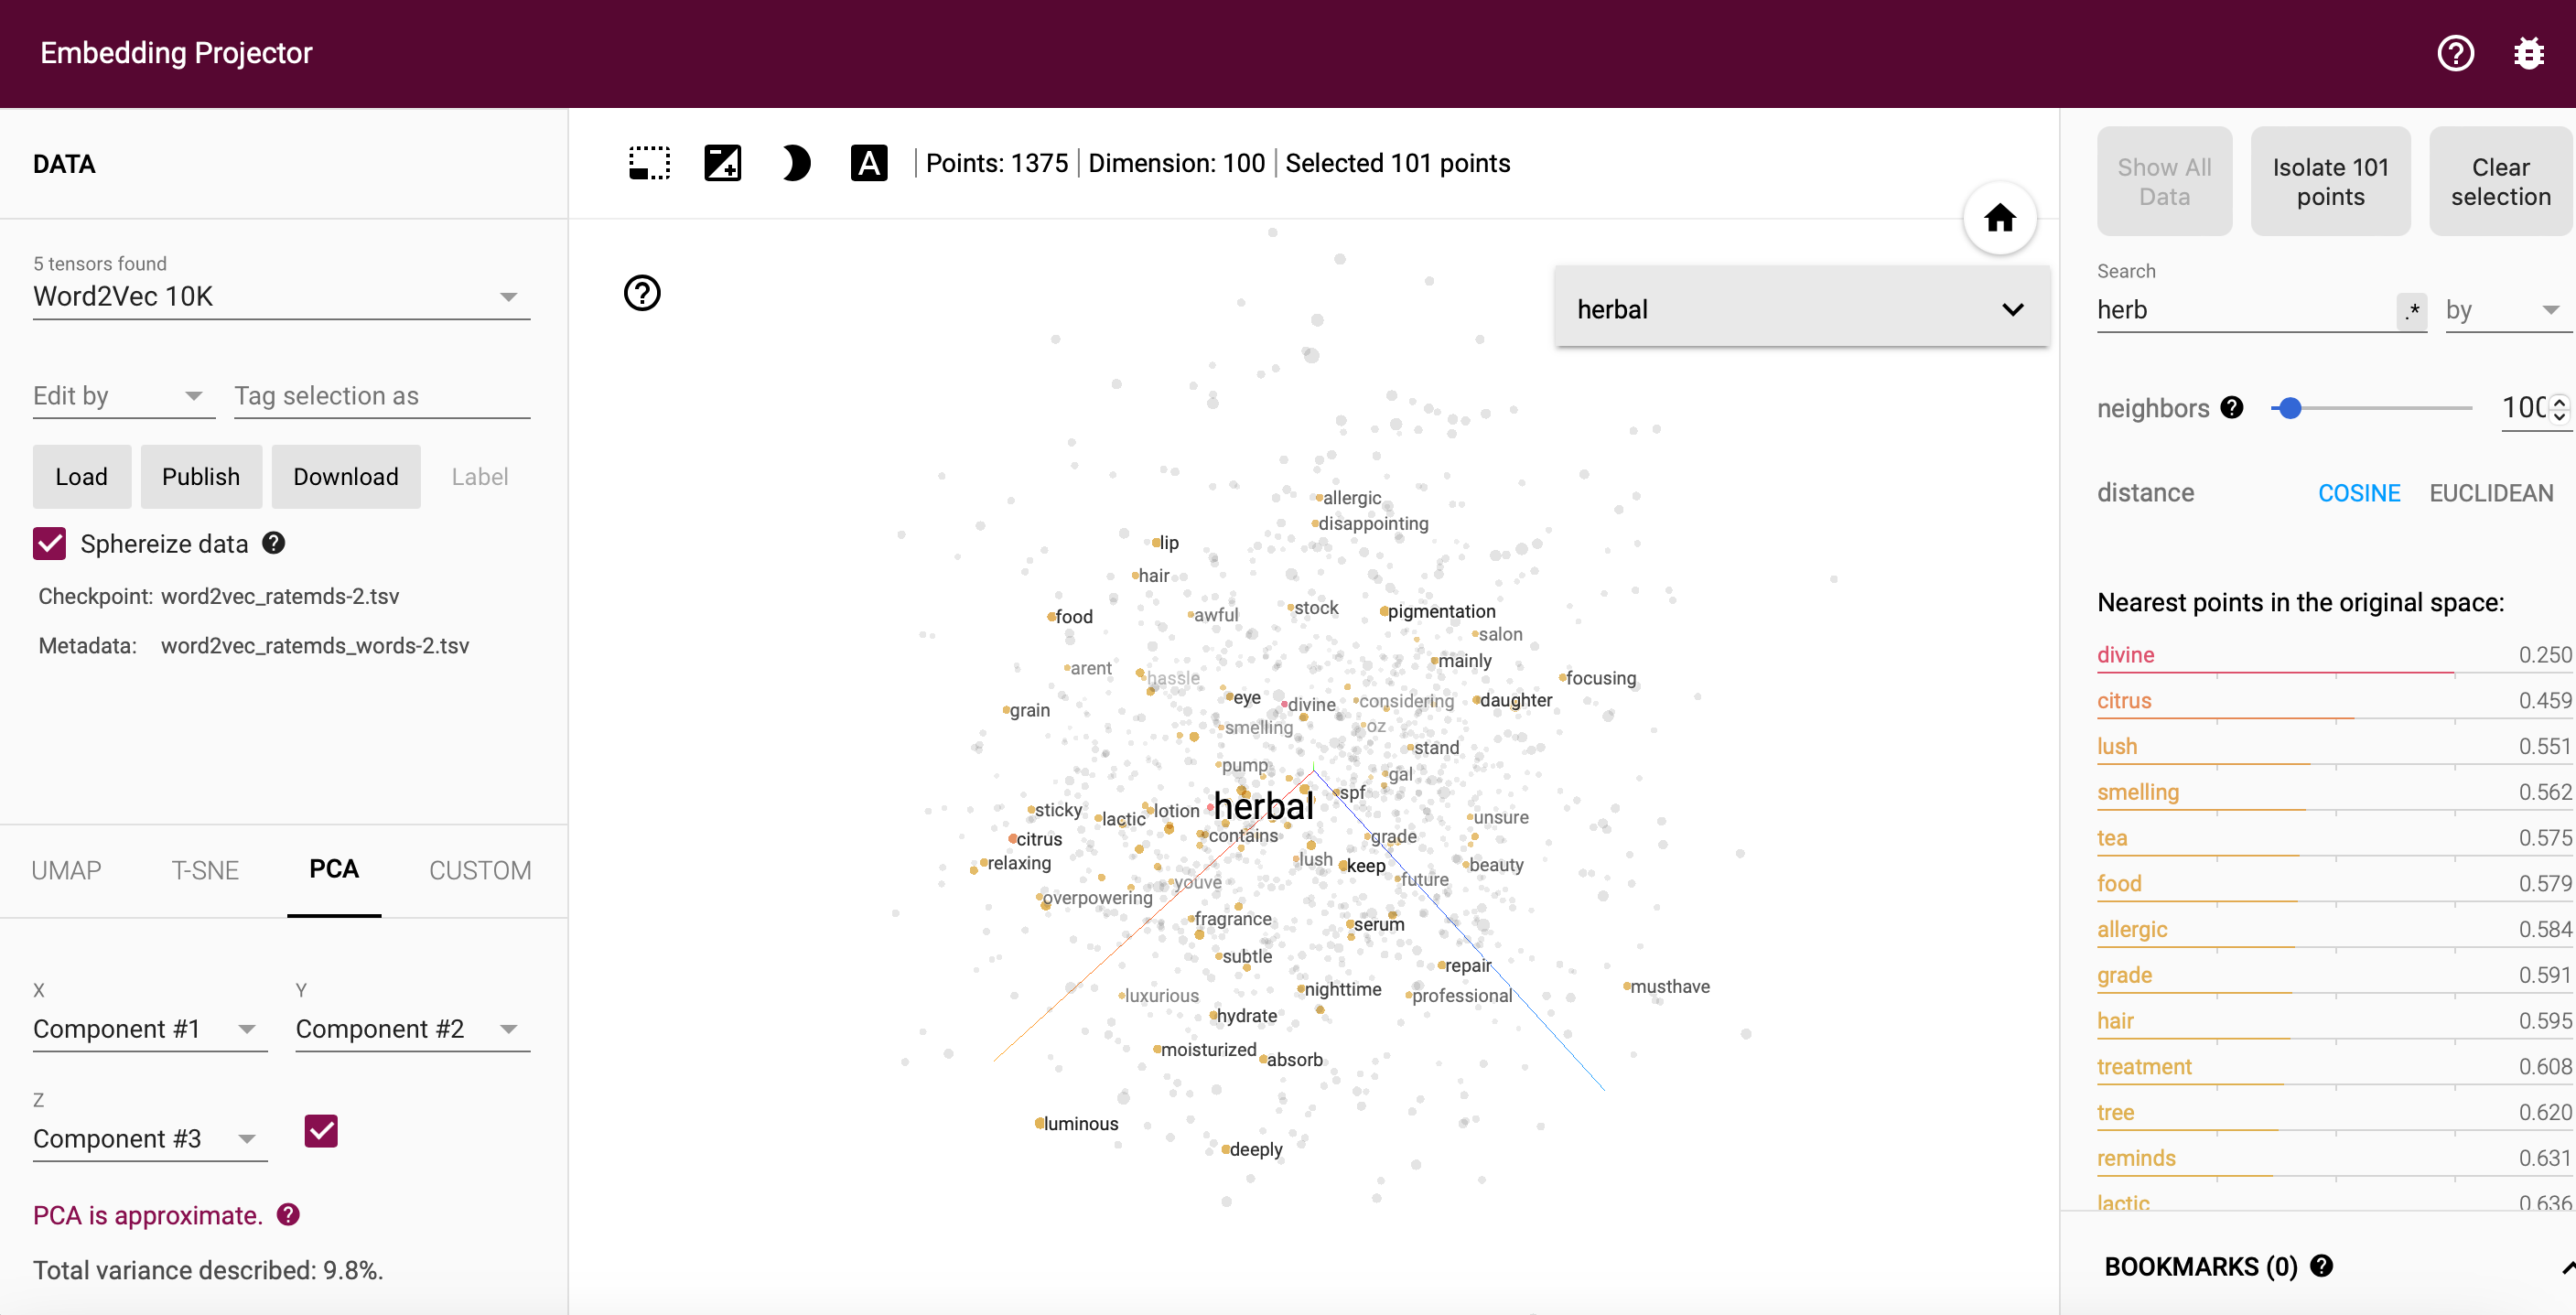 Embedding Projector
DATA
5 tensors found
Word2Vec 10K
Edit by
Tag selection as
Load
Publish
Download
Label
Sphereize data
Checkpoint: word2vec_ratemds-2.tsv
Metadata: word2vec_ratemds_words-2.tsv
UMAP
T-SNE
PCA
CUSTOM
X
Y
Component #1
Component #2
Z
Component #3
PCA is approximate.
Total variance described: 9.8%.
A
Points: 1375 | Dimension: 100 | Selected 101 points
herbal
allergic
disappointing
lip
hair
food
awful
stock
pigmentation
salon
mainly
arent
hassle
focusing
eye
divine
considering
daughter
grain
smelling
oz
stand
pump
gal
spf
herbal
sticky
lactic
lotion
unsure
citrus
contains
grade
relaxing
lush
keep
beauty
youve
future
overpowering
fragrance
serum
subtle
repair
luxurious
nighttime
professional
musthave
hydrate
moisturized
absorb
luminous
deeply
Show All
Data
Isolate 101
points
Clear
selection
Search
herb
.*
by
neighbors
100
distance
COSINE
EUCLIDEAN
Nearest points in the original space:
divine 0.250
citrus 0.459
lush 0.551
smelling 0.562
tea 0.575
food 0.579
allergic 0.584
grade 0.591
hair 0.595
treatment 0.608
tree 0.620
reminds 0.631
lactic 0.636
BOOKMARKS (0)